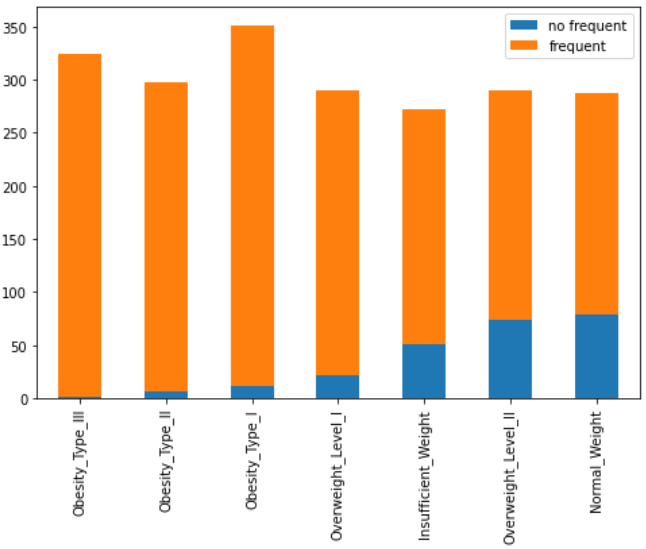 no frequent
frequent
350
300
250
200
150
100
50
0
Obesity_Type_III
Obesity_Type_II
Obesity_Type_I
Overweight_Level_I
Insufficient_Weight
Overweight_Level_II
Normal_Weight